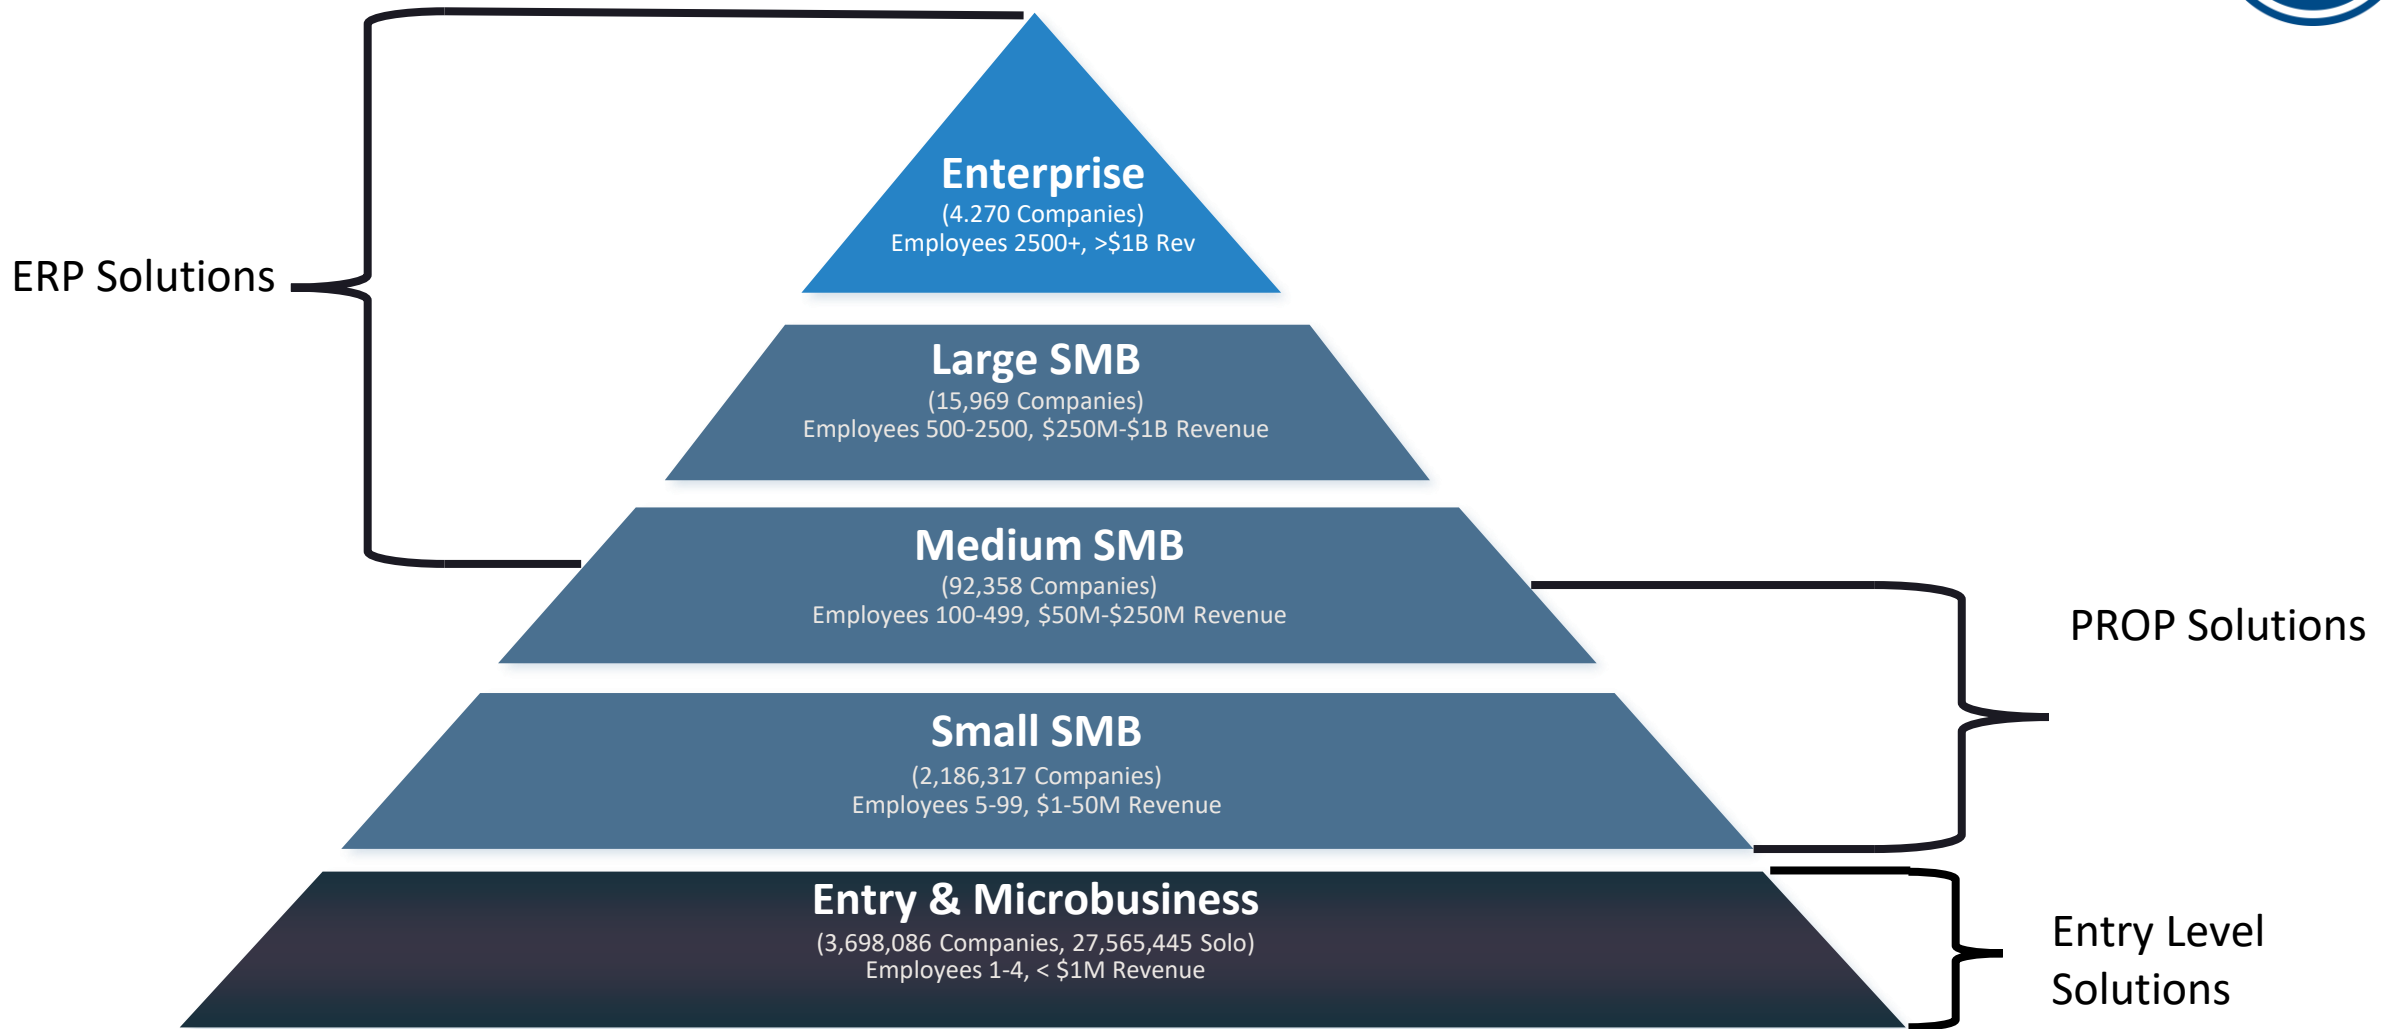 Enterprise
(4.270 Companies)
Employees 2500+, >$1B Rev
ERP Solutions
Large SMB
(15,969 Companies)
Employees 500-2500, $250M-$1B Revenue
Medium SMB
(92,358 Companies)
Employees 100-499, $50M-$250M Revenue
PROP Solutions
Small SMB
(2,186,317 Companies)
Employees 5-99, $1-50M Revenue
Entry & Microbusiness
(3,698,086 Companies, 27,565,445 Solo)
Employees 1-4, < $1M Revenue
Entry Level
Solutions